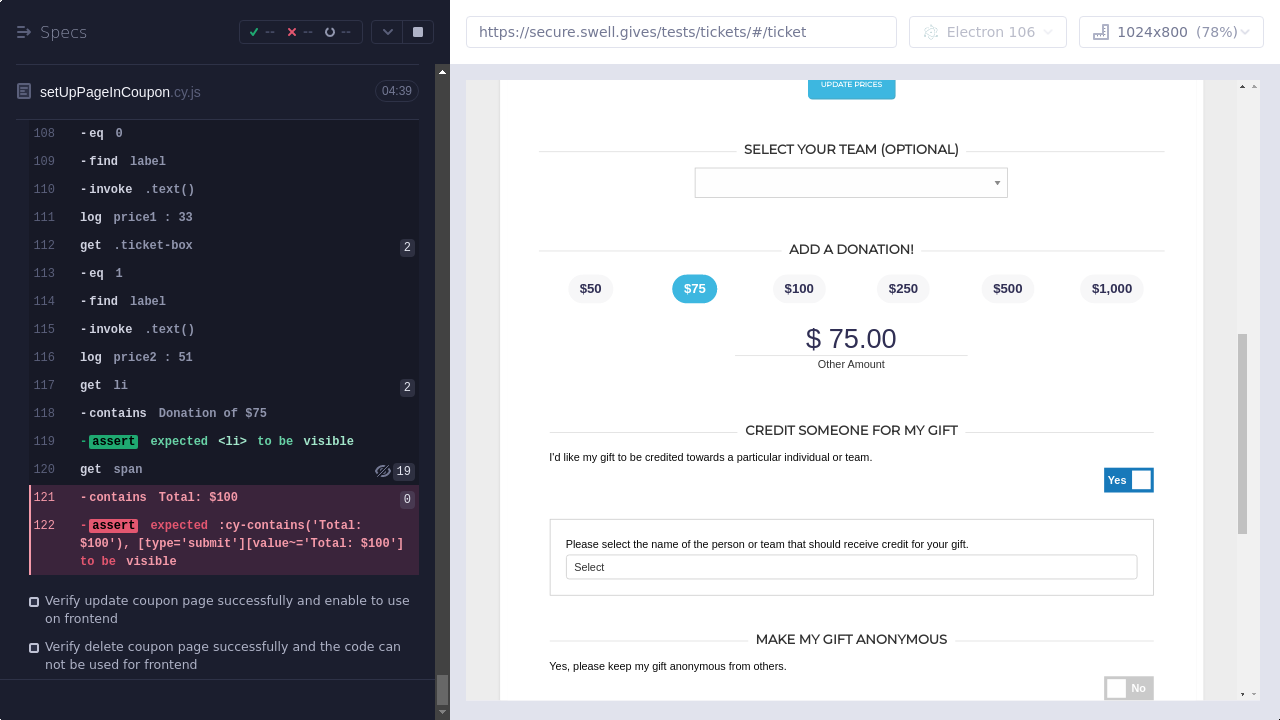 Specs
--
--
--
https://secure.swell.gives/tests/tickets/#/ticket
Electron 106
1024x800 (78%)
setUpPageInCoupon.cy.js
04:39
108 -eq 0
109 -find label
110 -invoke .text()
111 log price1 : 33
112 get .ticket-box 2
113 -eq 1
114 -find label
115 -invoke .text()
116 log price2 : 51
117 get li 2
118 -contains Donation of $75
119 -assert expected <li> to be visible
120 get span 19
121 -contains Total: $100 0
122 -assert expected :cy-contains('Total:
$100'), [type='submit'][value~='Total: $100']
to be visible
Verify update coupon page successfully and enable to use
on frontend
Verify delete coupon page successfully and the code can
not be used for frontend
UPDATE PRICES
SELECT YOUR TEAM (OPTIONAL)
ADD A DONATION!
$50 $75 $100 $250 $500 $1,000
$ 75.00
Other Amount
CREDIT SOMEONE FOR MY GIFT
I'd like my gift to be credited towards a particular individual or team.
Yes
Please select the name of the person or team that should receive credit for your gift.
Select
MAKE MY GIFT ANONYMOUS
Yes, please keep my gift anonymous from others.
No